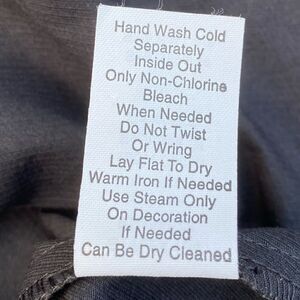 Hand Wash Cold
Separately
Inside Out
Only Non-Chlorine
Bleach
When Needed
Do Not Twist
Or Wring
Lay Flat To Dry
Warm Iron If Needed
Use Steam Only
On Decoration
If Needed
Can Be Dry Cleaned